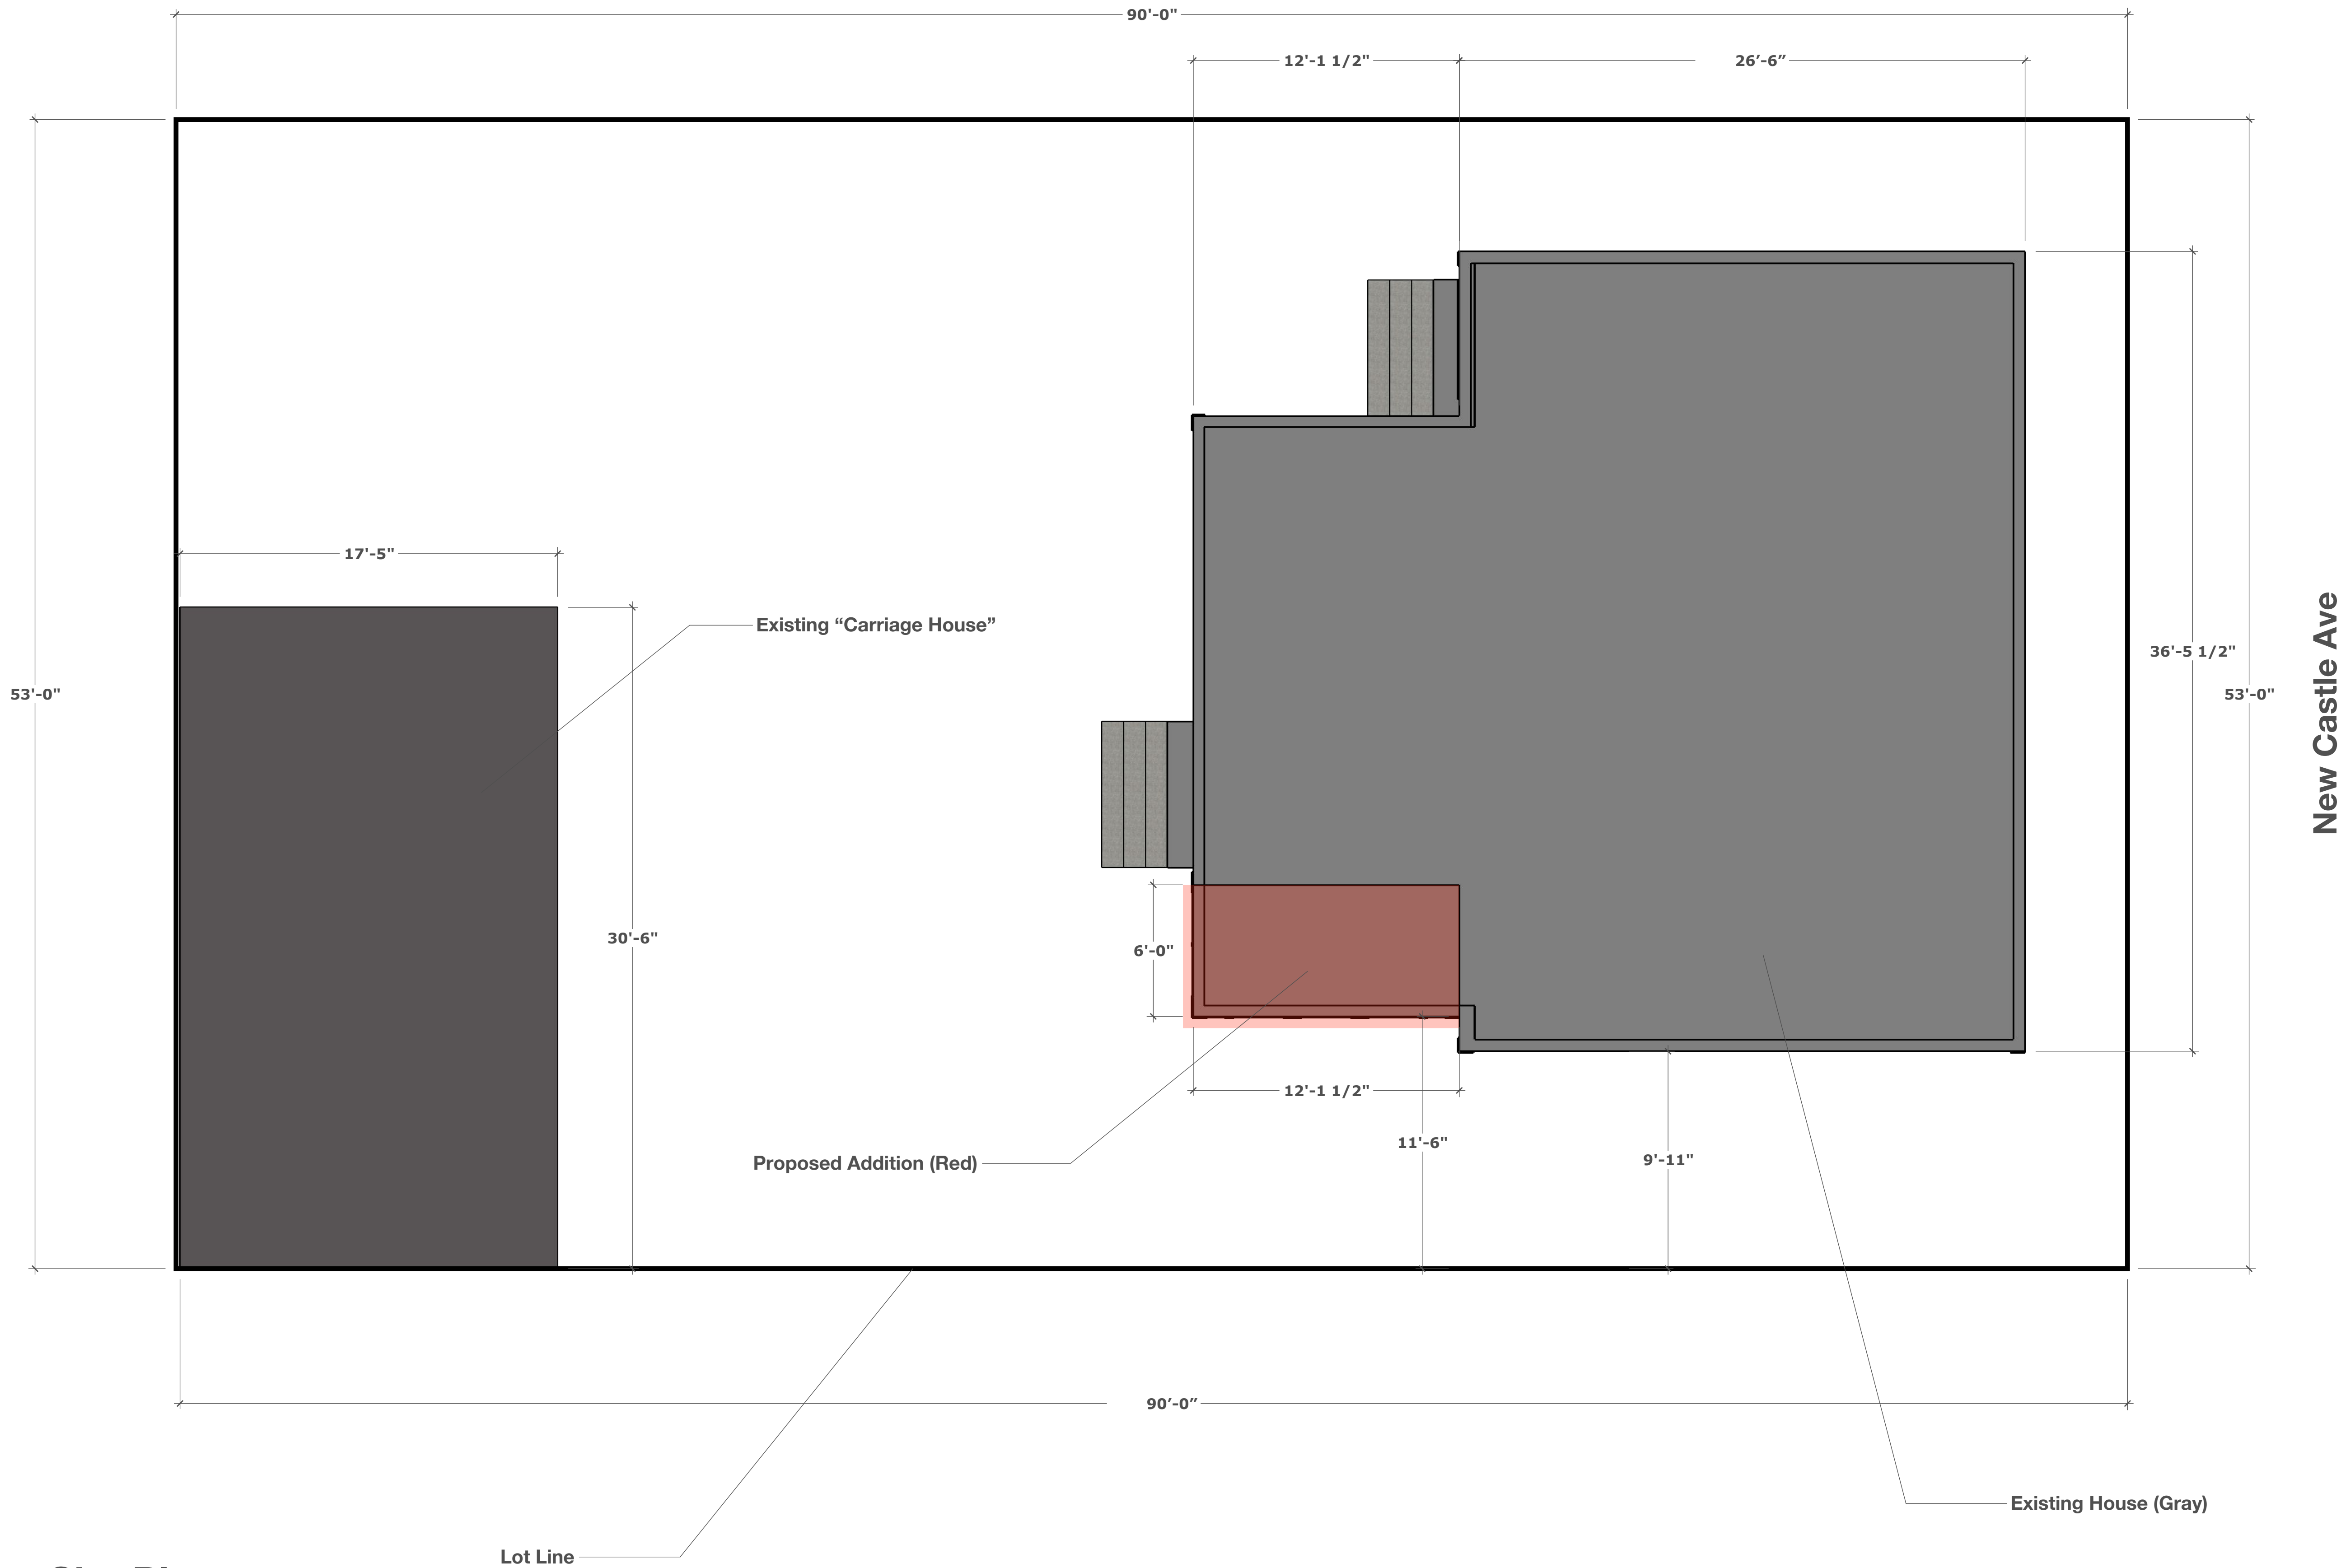 90'-0"
12'-1 1/2"
26’-6”
17'-5"
Existing “Carriage House”
36'-5 1/2"
53'-0"
53'-0"
New Castle Ave
30'-6"
6'-0"
12'-1 1/2"
11'-6"
Proposed Addition (Red)
9'-11"
90’-0”
Existing House (Gray)
Lot Line